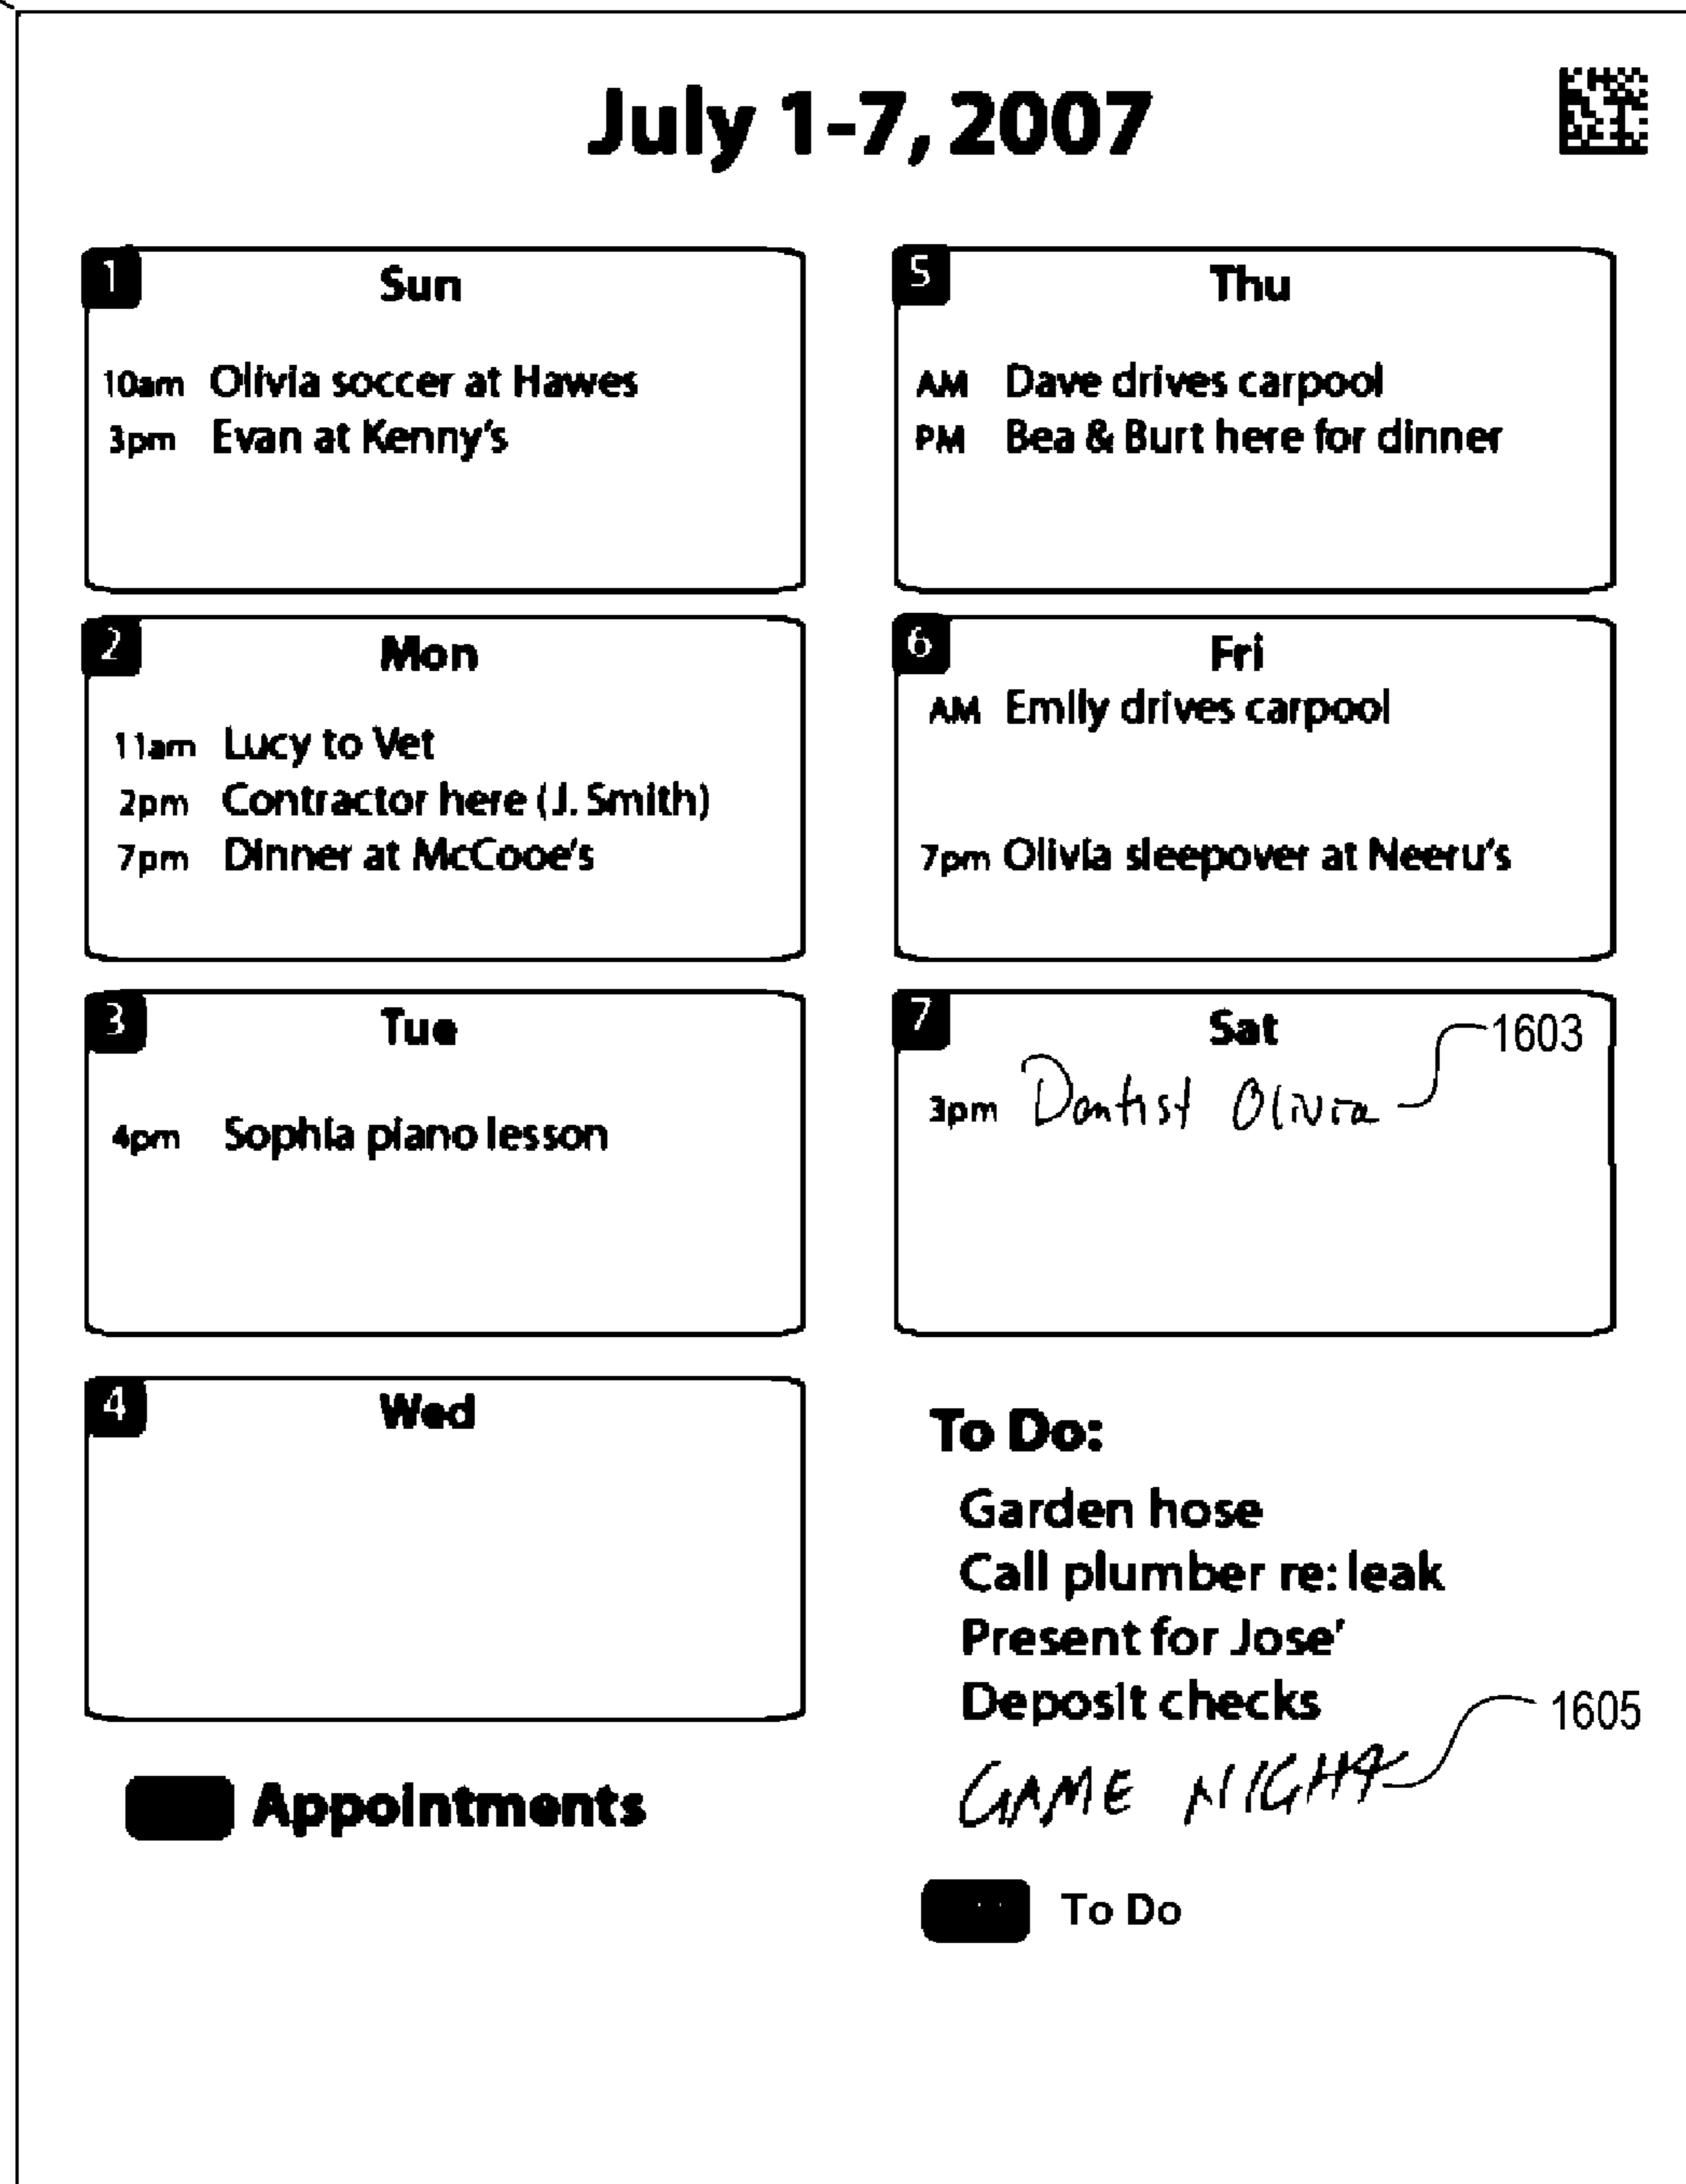 July 1-7, 2007
1
Sun
10am Olivia soccer at Hawes
3pm Evan at Kenny's
2
Mon
11am Lucy to Vet
2pm Contractor here (J. Smith)
7pm Dinner at McCooe's
3
Tue
4pm Sophia piano lesson
4
Wed
Appointments
5
Thu
AM Dave drives carpool
PM Bea & Burt here for dinner
6
Fri
AM Emily drives carpool
7pm Olivia sleepover at Neeru's
7
Sat
1603
3pm Dentist Olivia
To Do:
Garden hose
Call plumber re: leak
Present for Jose'
Deposit checks
1605
GAME NIGHT
To Do